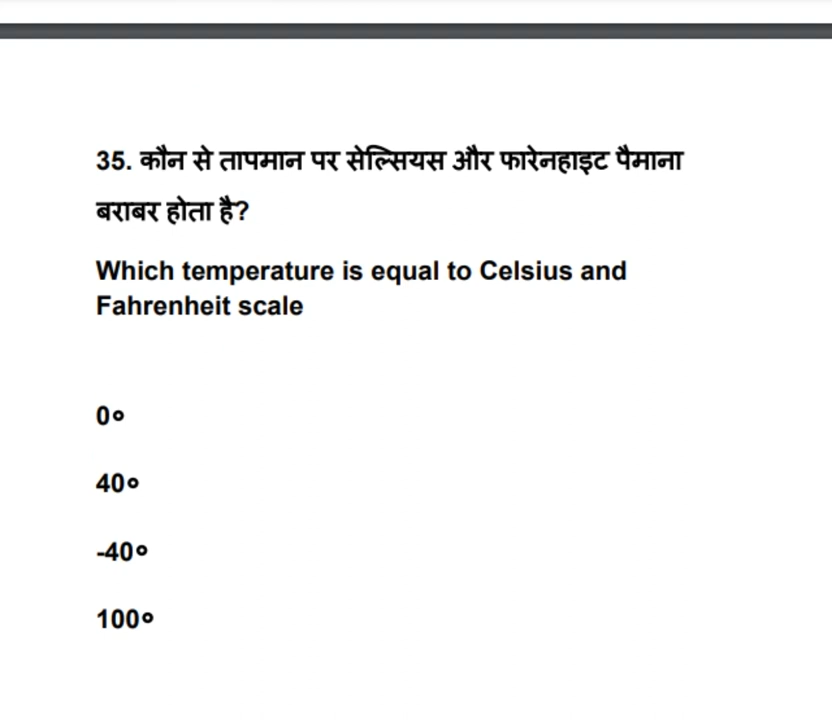 35. कौन से तापमान पर सेल्सियस और फारेनहाइट पैमाना
बराबर होता है?
Which temperature is equal to Celsius and
Fahrenheit scale
0०
40०
-40०
100०